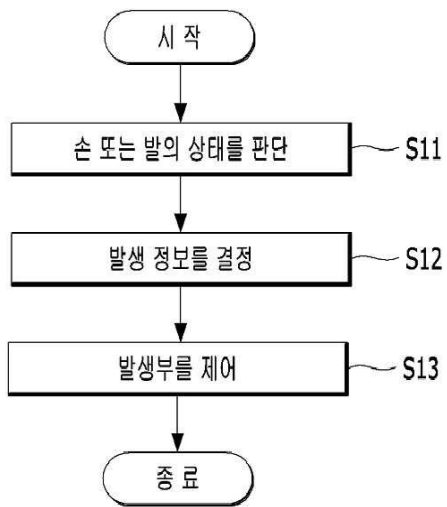 시 작
손 또는 발의 상태를 판단 S11
발생 정보를 결정 S12
발생부를 제어 S13
종 료